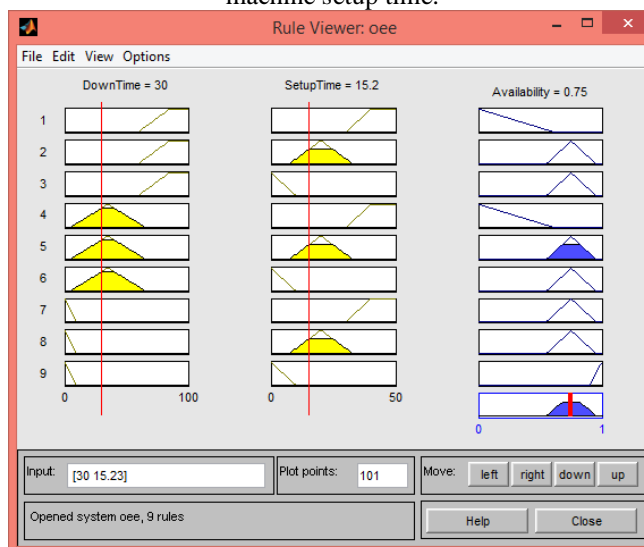 machine setup time.
Rule Viewer: oee
File Edit View Options
DownTime = 30 SetupTime = 15.2 Availability = 0.75
1
2
3
4
5
6
7
8
9
0 100 0 50
0 1
Input: [30 15.23] Plot points: 101 Move: left right down up
Opened system oee, 9 rules Help Close